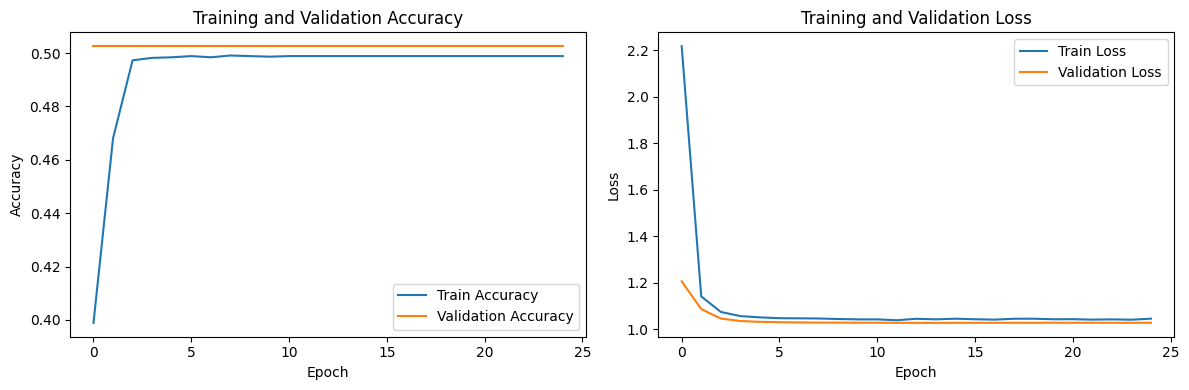 Training and Validation Accuracy
Accuracy
0.50
0.48
0.46
0.44
0.42
0.40
Train Accuracy
Validation Accuracy
0 5 10 15 20 25
Epoch
Training and Validation Loss
Loss
2.2
2.0
1.8
1.6
1.4
1.2
1.0
Train Loss
Validation Loss
0 5 10 15 20 25
Epoch